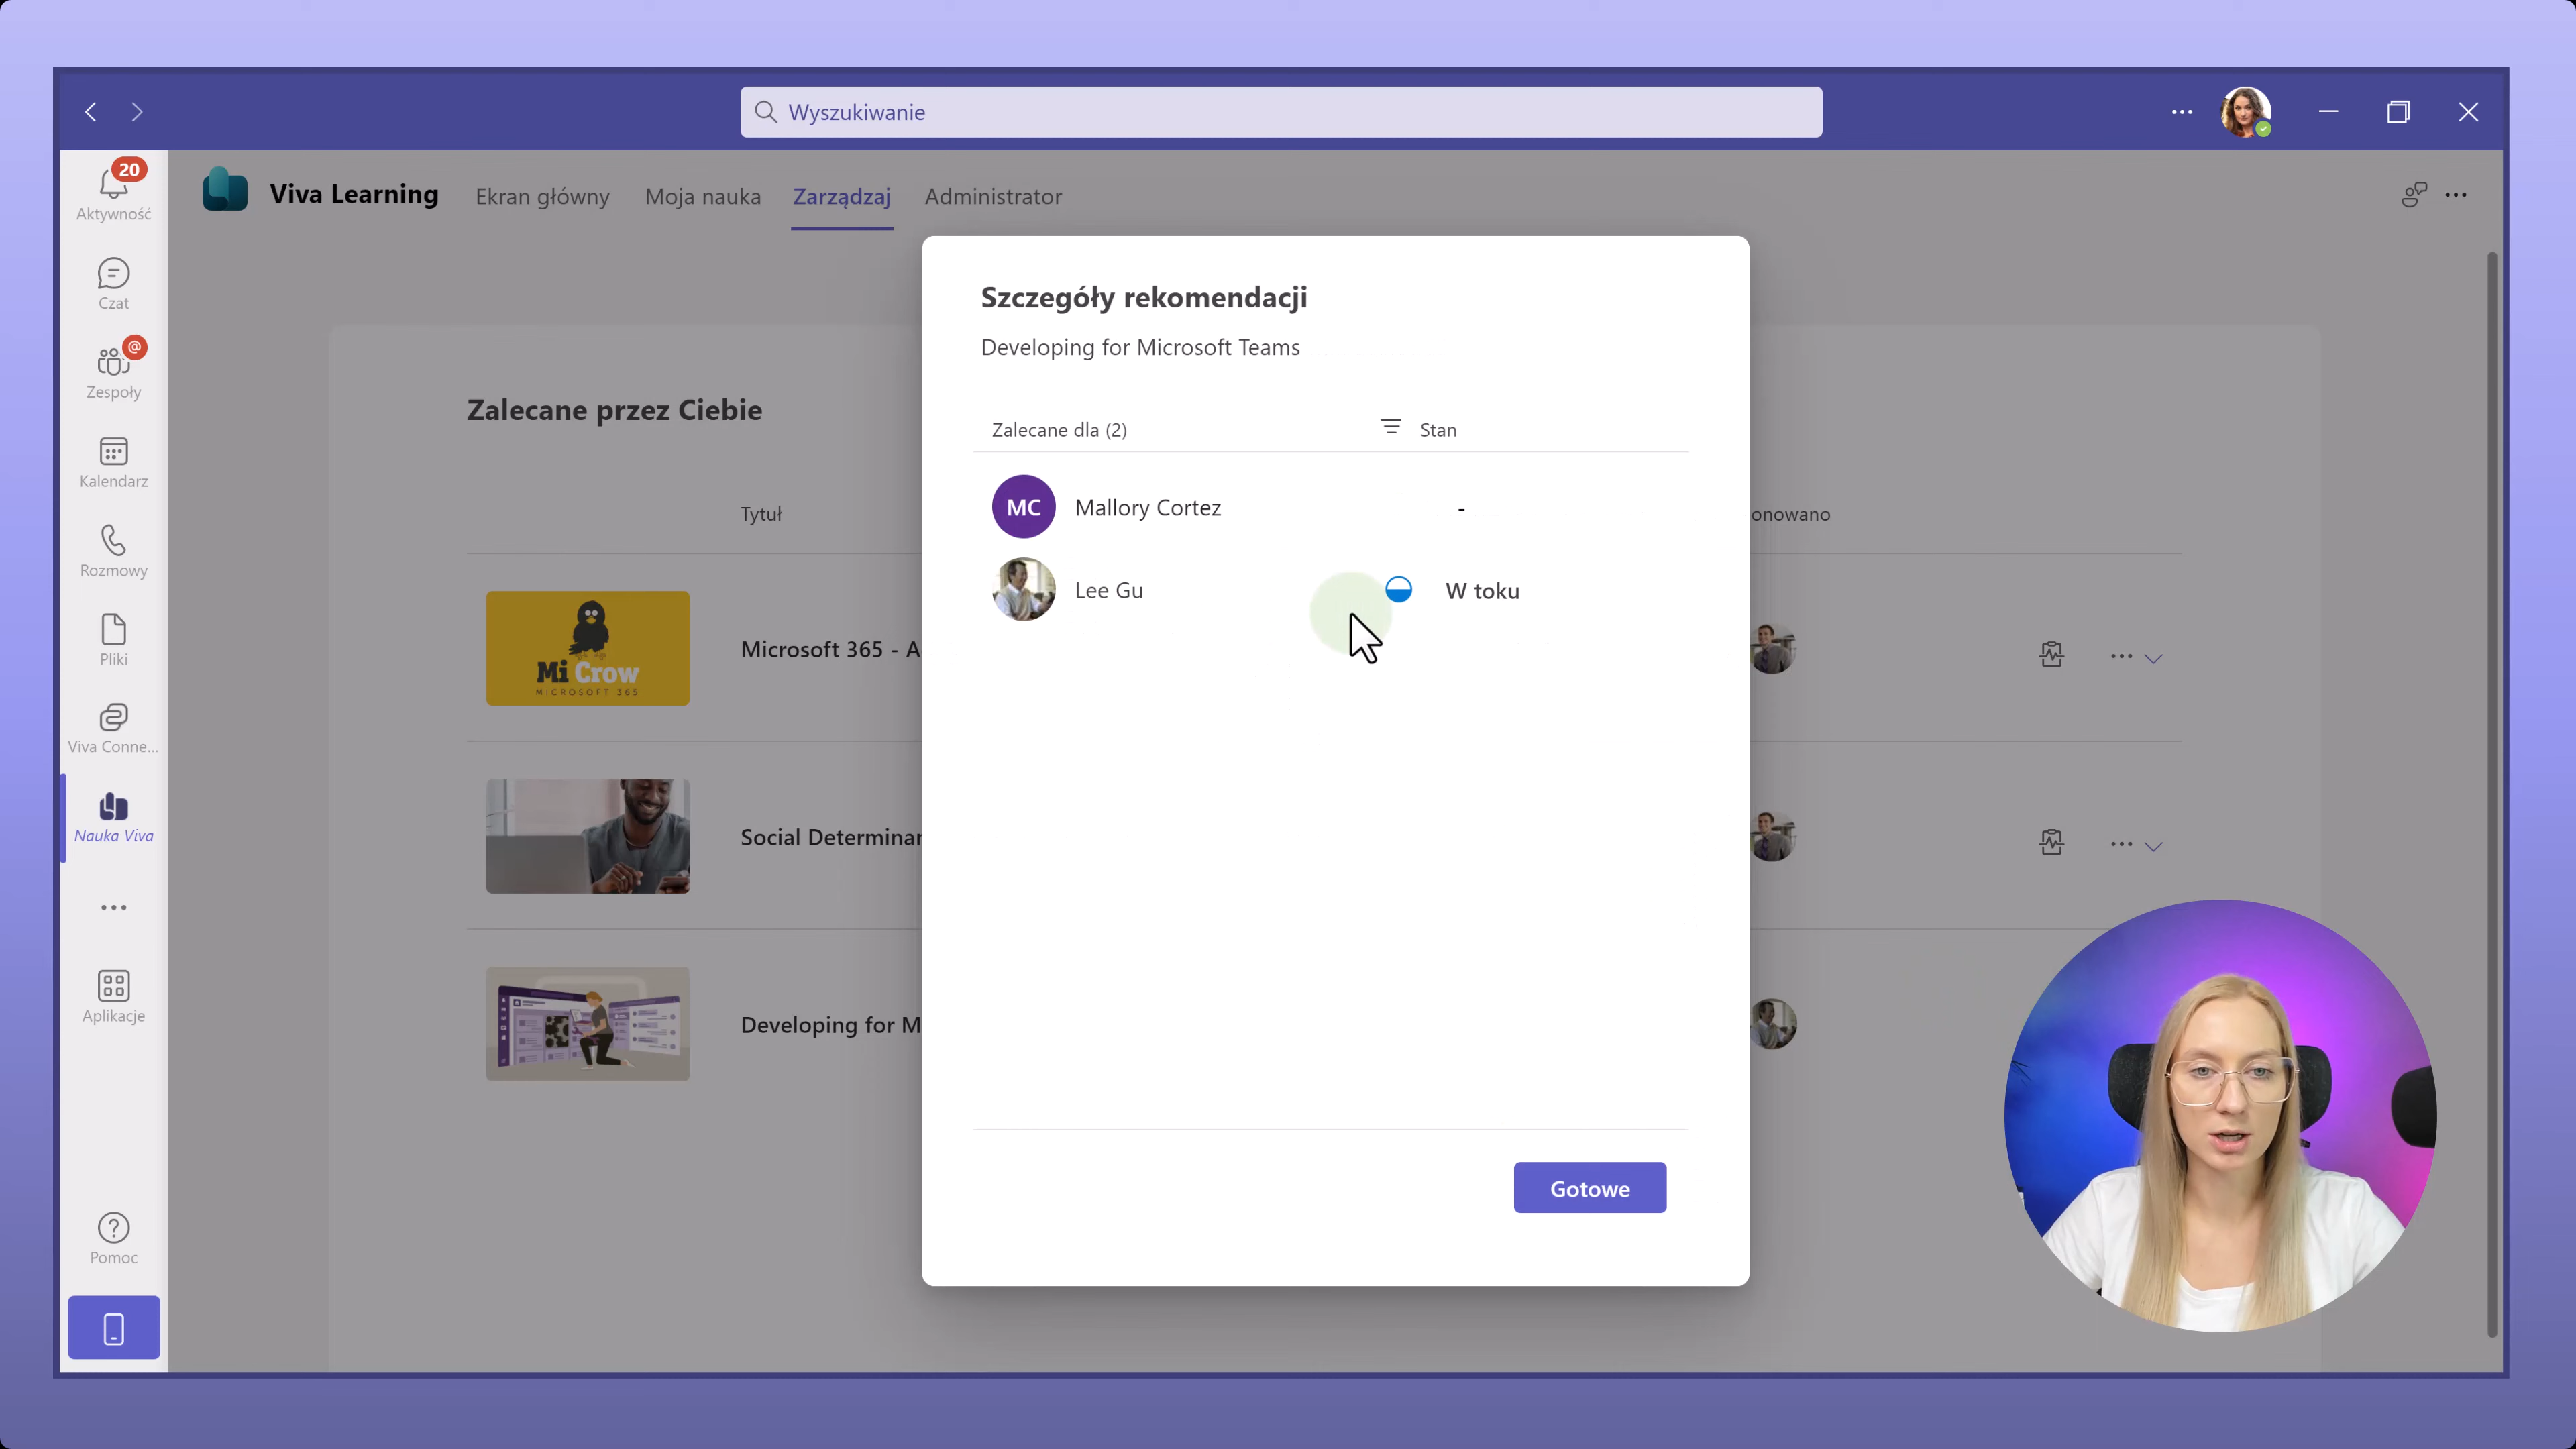 Wyszukiwanie
20
Aktywność
Czat
@
Zespoły
Kalendarz
Rozmowy
Pliki
Viva Conne...
Nauka Viva
Aplikacje
Pomoc
Viva Learning
Ekran główny
Moja nauka
Zarządzaj
Administrator
Zalecane przez Ciebie
Tytuł
onowano
Mi Crow
MICROSOFT 365
Microsoft 365 - A
Social Determinan
Developing for M
Szczegóły rekomendacji
Developing for Microsoft Teams
Zalecane dla (2)
Stan
MC
Mallory Cortez
-
Lee Gu
W toku
Gotowe